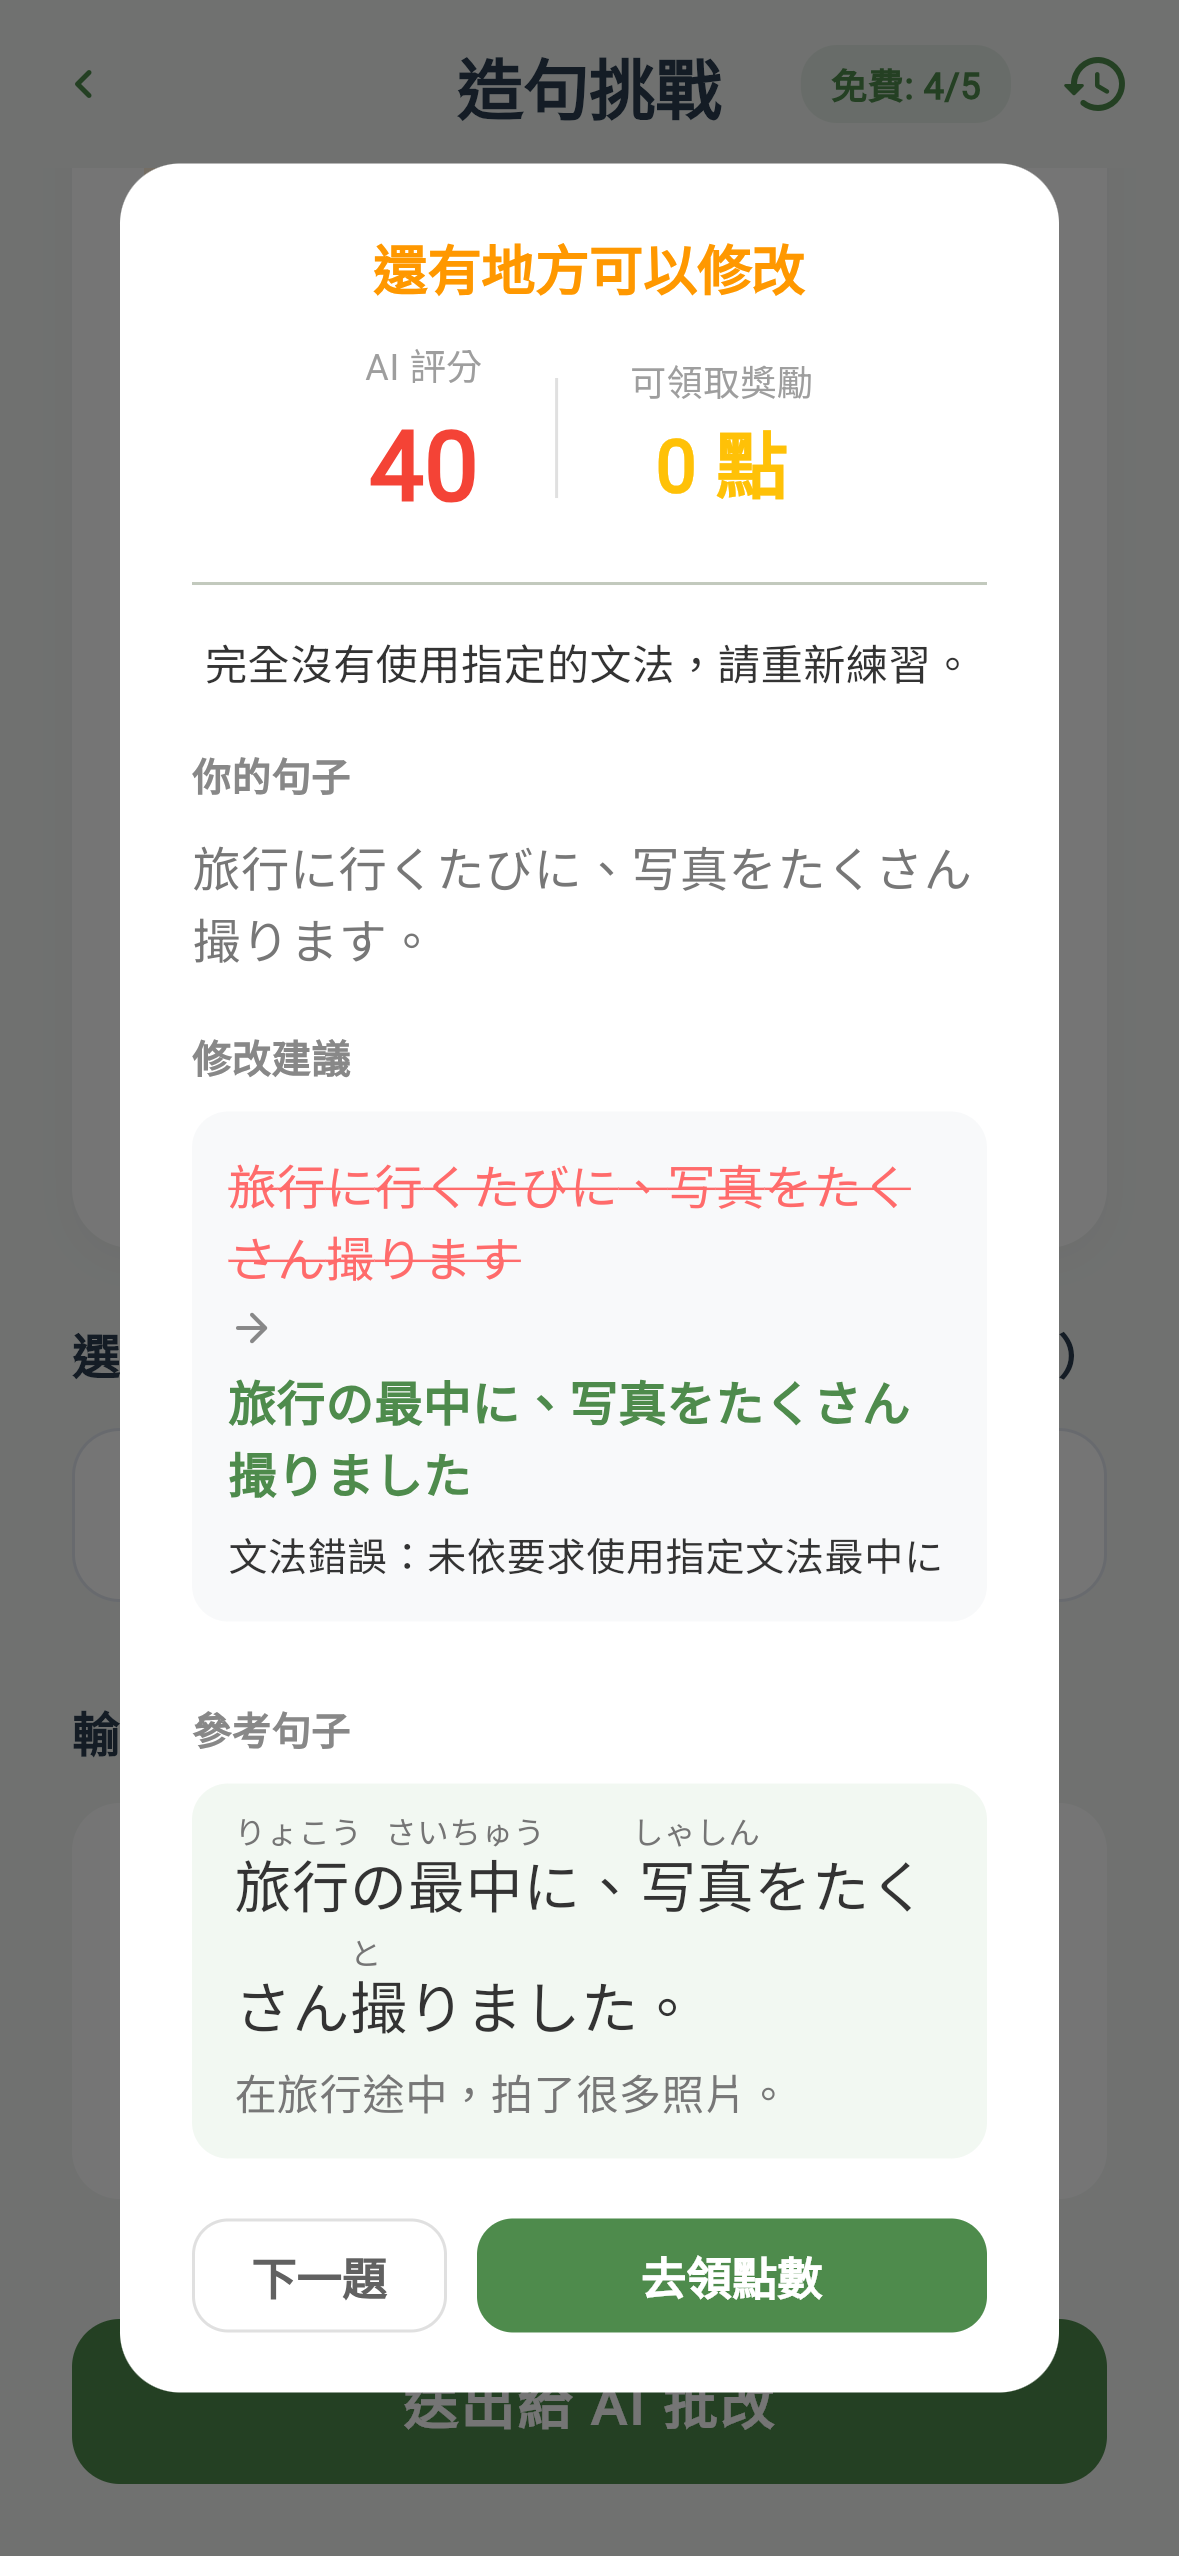 造句挑戰
免費: 4/5
還有地方可以修改
AI 評分
可領取獎勵
40
0 點
完全沒有使用指定的文法，請重新練習。
你的句子
旅行に行くたびに、写真をたくさん
撮ります。
修改建議
旅行に行くたびに、写真をたく
さん撮ります
→
旅行の最中に、写真をたくさん
撮りました
文法錯誤：未依要求使用指定文法最中に
選
）
輸
參考句子
りょこう さいちゅう しゃしん
旅行の最中に、写真をたく
と
さん撮りました。
在旅行途中，拍了很多照片。
下一題
去領點數
送出給 AI 批改